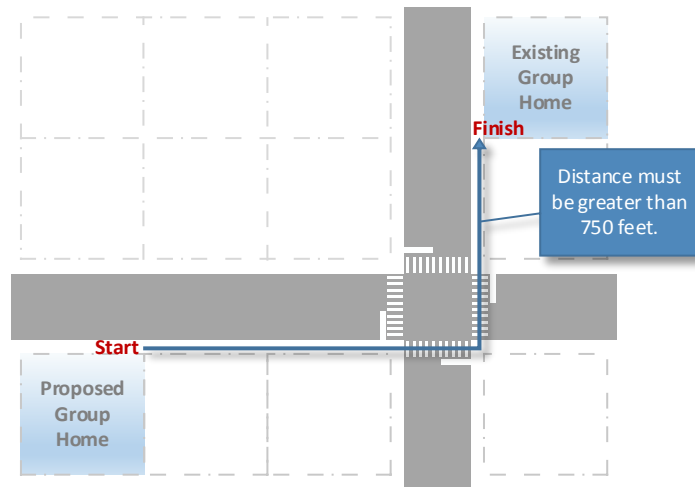 Existing
Group
Home
Finish
Distance must
be greater than
750 feet.
Start
Proposed
Group
Home